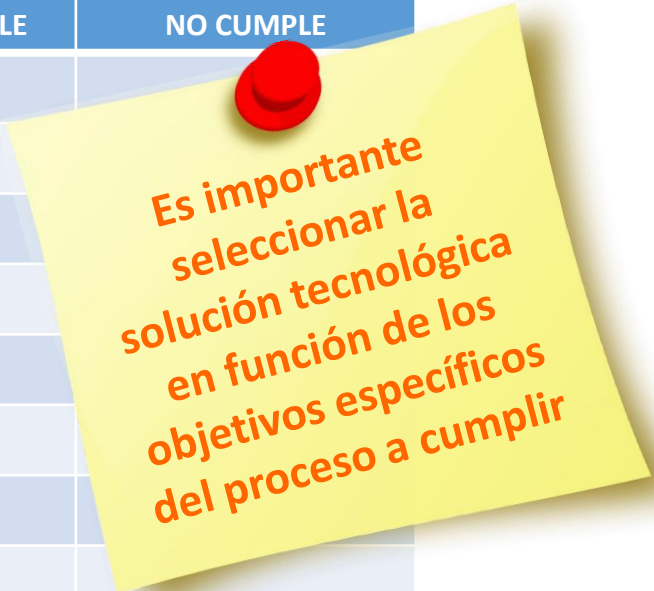 LE NO CUMPLE
Es importante
seleccionar la
solución tecnológica
en función de los
objetivos específicos
del proceso a cumplir